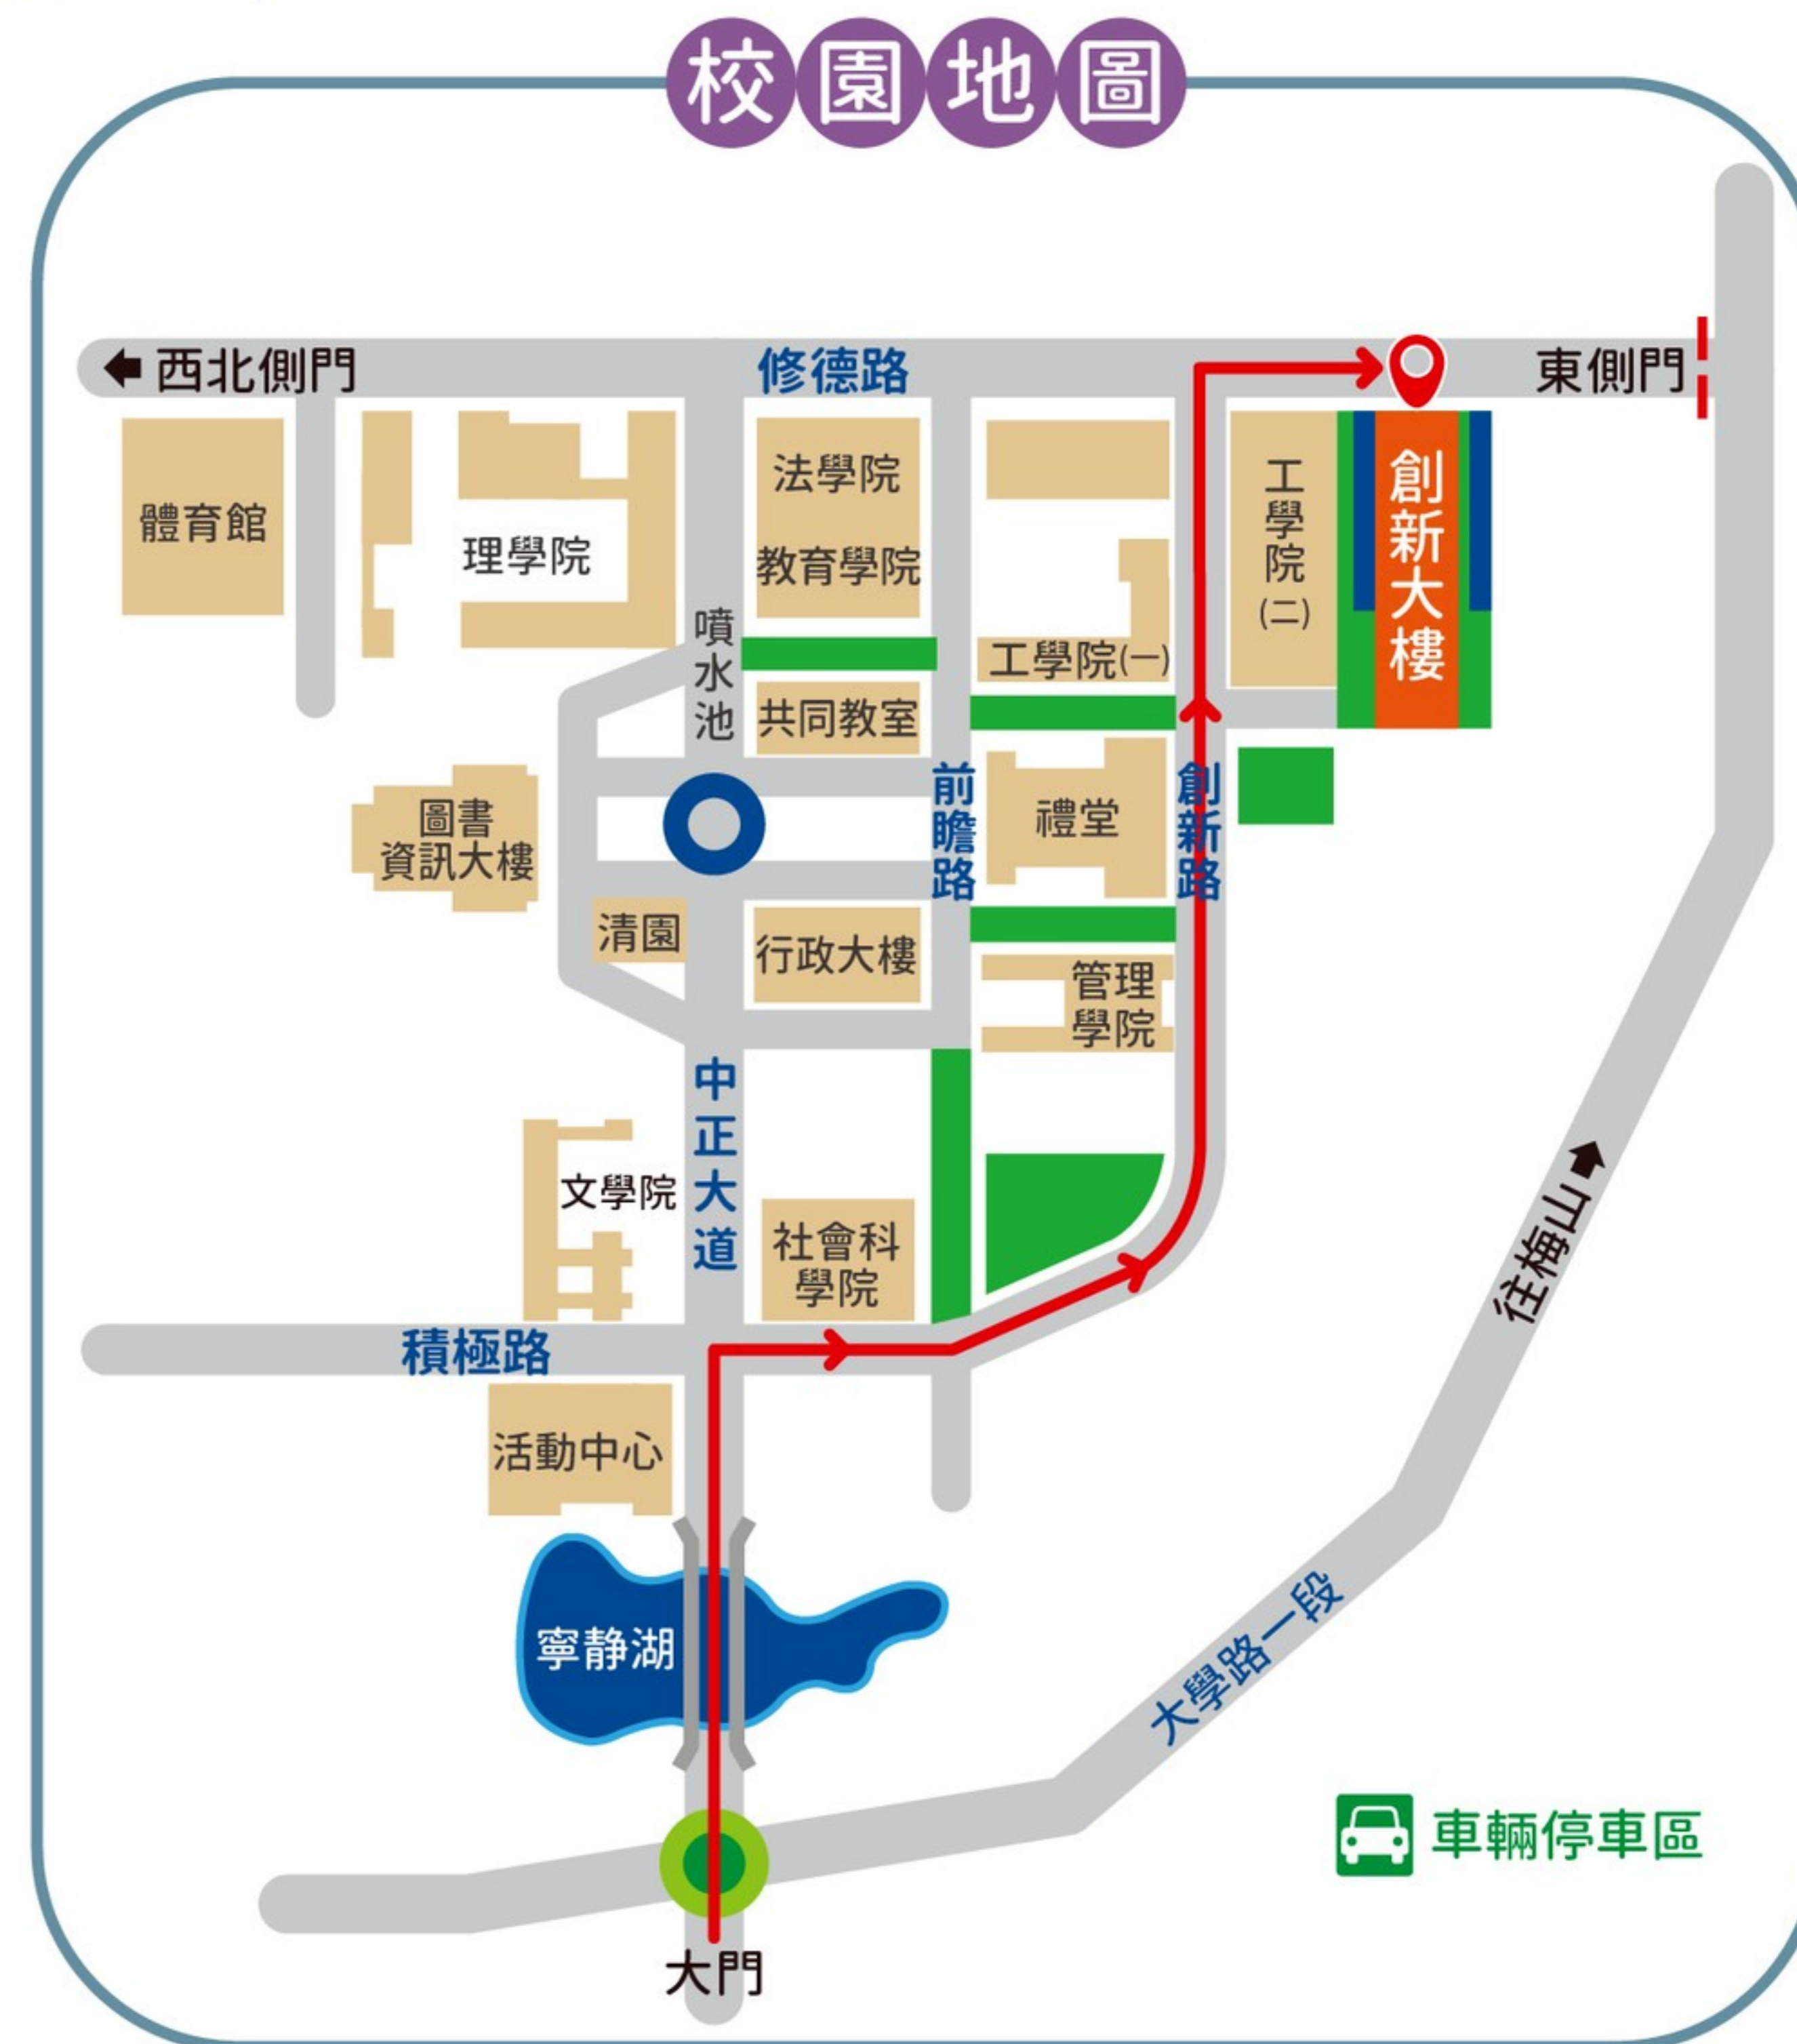 校園地圖
西北側門
修德路
東側門
體育館
理學院
法學院
教育學院
工學院(二)
創新大樓
噴水池
共同教室
工學院(一)
圖書
資訊大樓
前瞻路
禮堂
創新路
清園
行政大樓
管理
學院
中正大道
文學院
社會科
學院
往梅山
積極路
活動中心
寧静湖
大學路一段
車輛停車區
大門